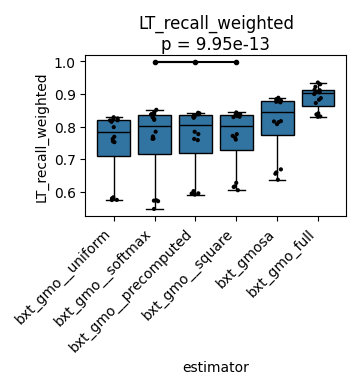 LT_recall_weighted
p = 9.95e-13
LT_recall_weighted
1.0
0.9
0.8
0.7
0.6
bxt_gmo__uniform
bxt_gmo__softmax
bxt_gmo__precomputed
bxt_gmo__square
bxt_gmosa
bxt_gmo_full
estimator